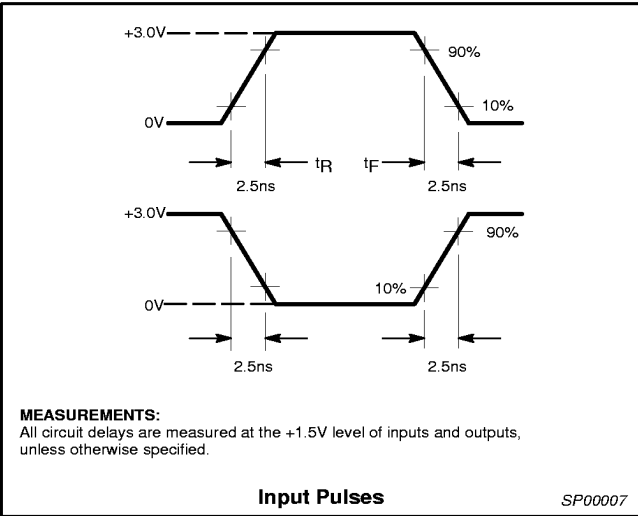 +3.0V
90%
10%
0V
tR tF
2.5ns 2.5ns
+3.0V
90%
10%
0V
2.5ns 2.5ns
MEASUREMENTS:
All circuit delays are measured at the +1.5V level of inputs and outputs,
unless otherwise specified.
Input Pulses
SP00007